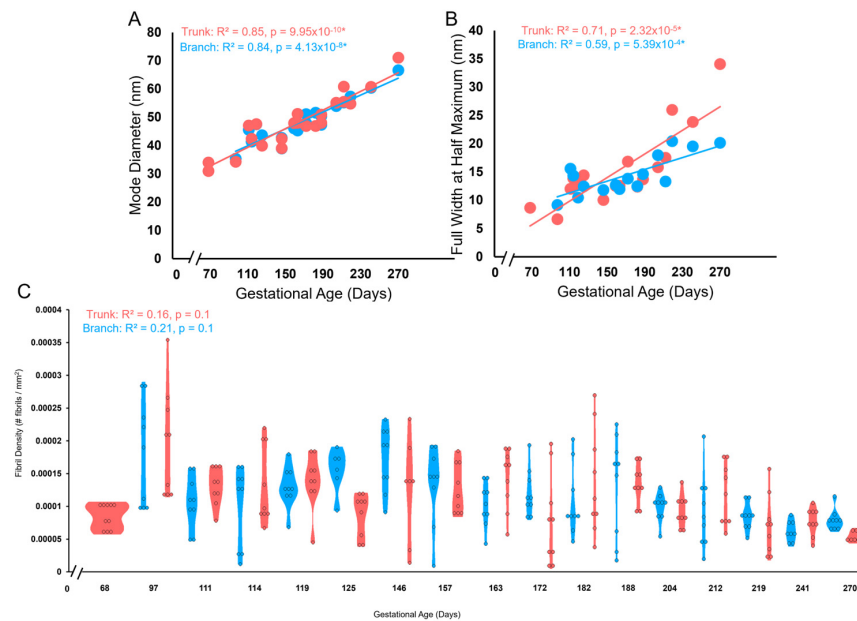 A
Trunk: R² = 0.85, p = 9.95x10⁻¹⁰*
Branch: R² = 0.84, p = 4.13x10⁻⁸*
80
70
60
50
40
30
20
10
0
Mode Diameter (nm)
0 70 110 150 190 230 270
Gestational Age (Days)
B
Trunk: R² = 0.71, p = 2.32x10⁻⁵*
Branch: R² = 0.59, p = 5.39x10⁻⁴*
40
35
30
25
20
15
10
5
0
Full Width at Half Maximum (nm)
0 70 110 150 190 230 270
Gestational Age (Days)
C
Trunk: R² = 0.16, p = 0.1
Branch: R² = 0.21, p = 0.1
0.0004
0.00035
0.0003
0.00025
0.0002
0.00015
0.0001
0.00005
0
Fibril Density (# fibrils / mm²)
0 68 97 111 114 119 125 146 157 163 172 182 188 204 212 219 241 270
Gestational Age (Days)